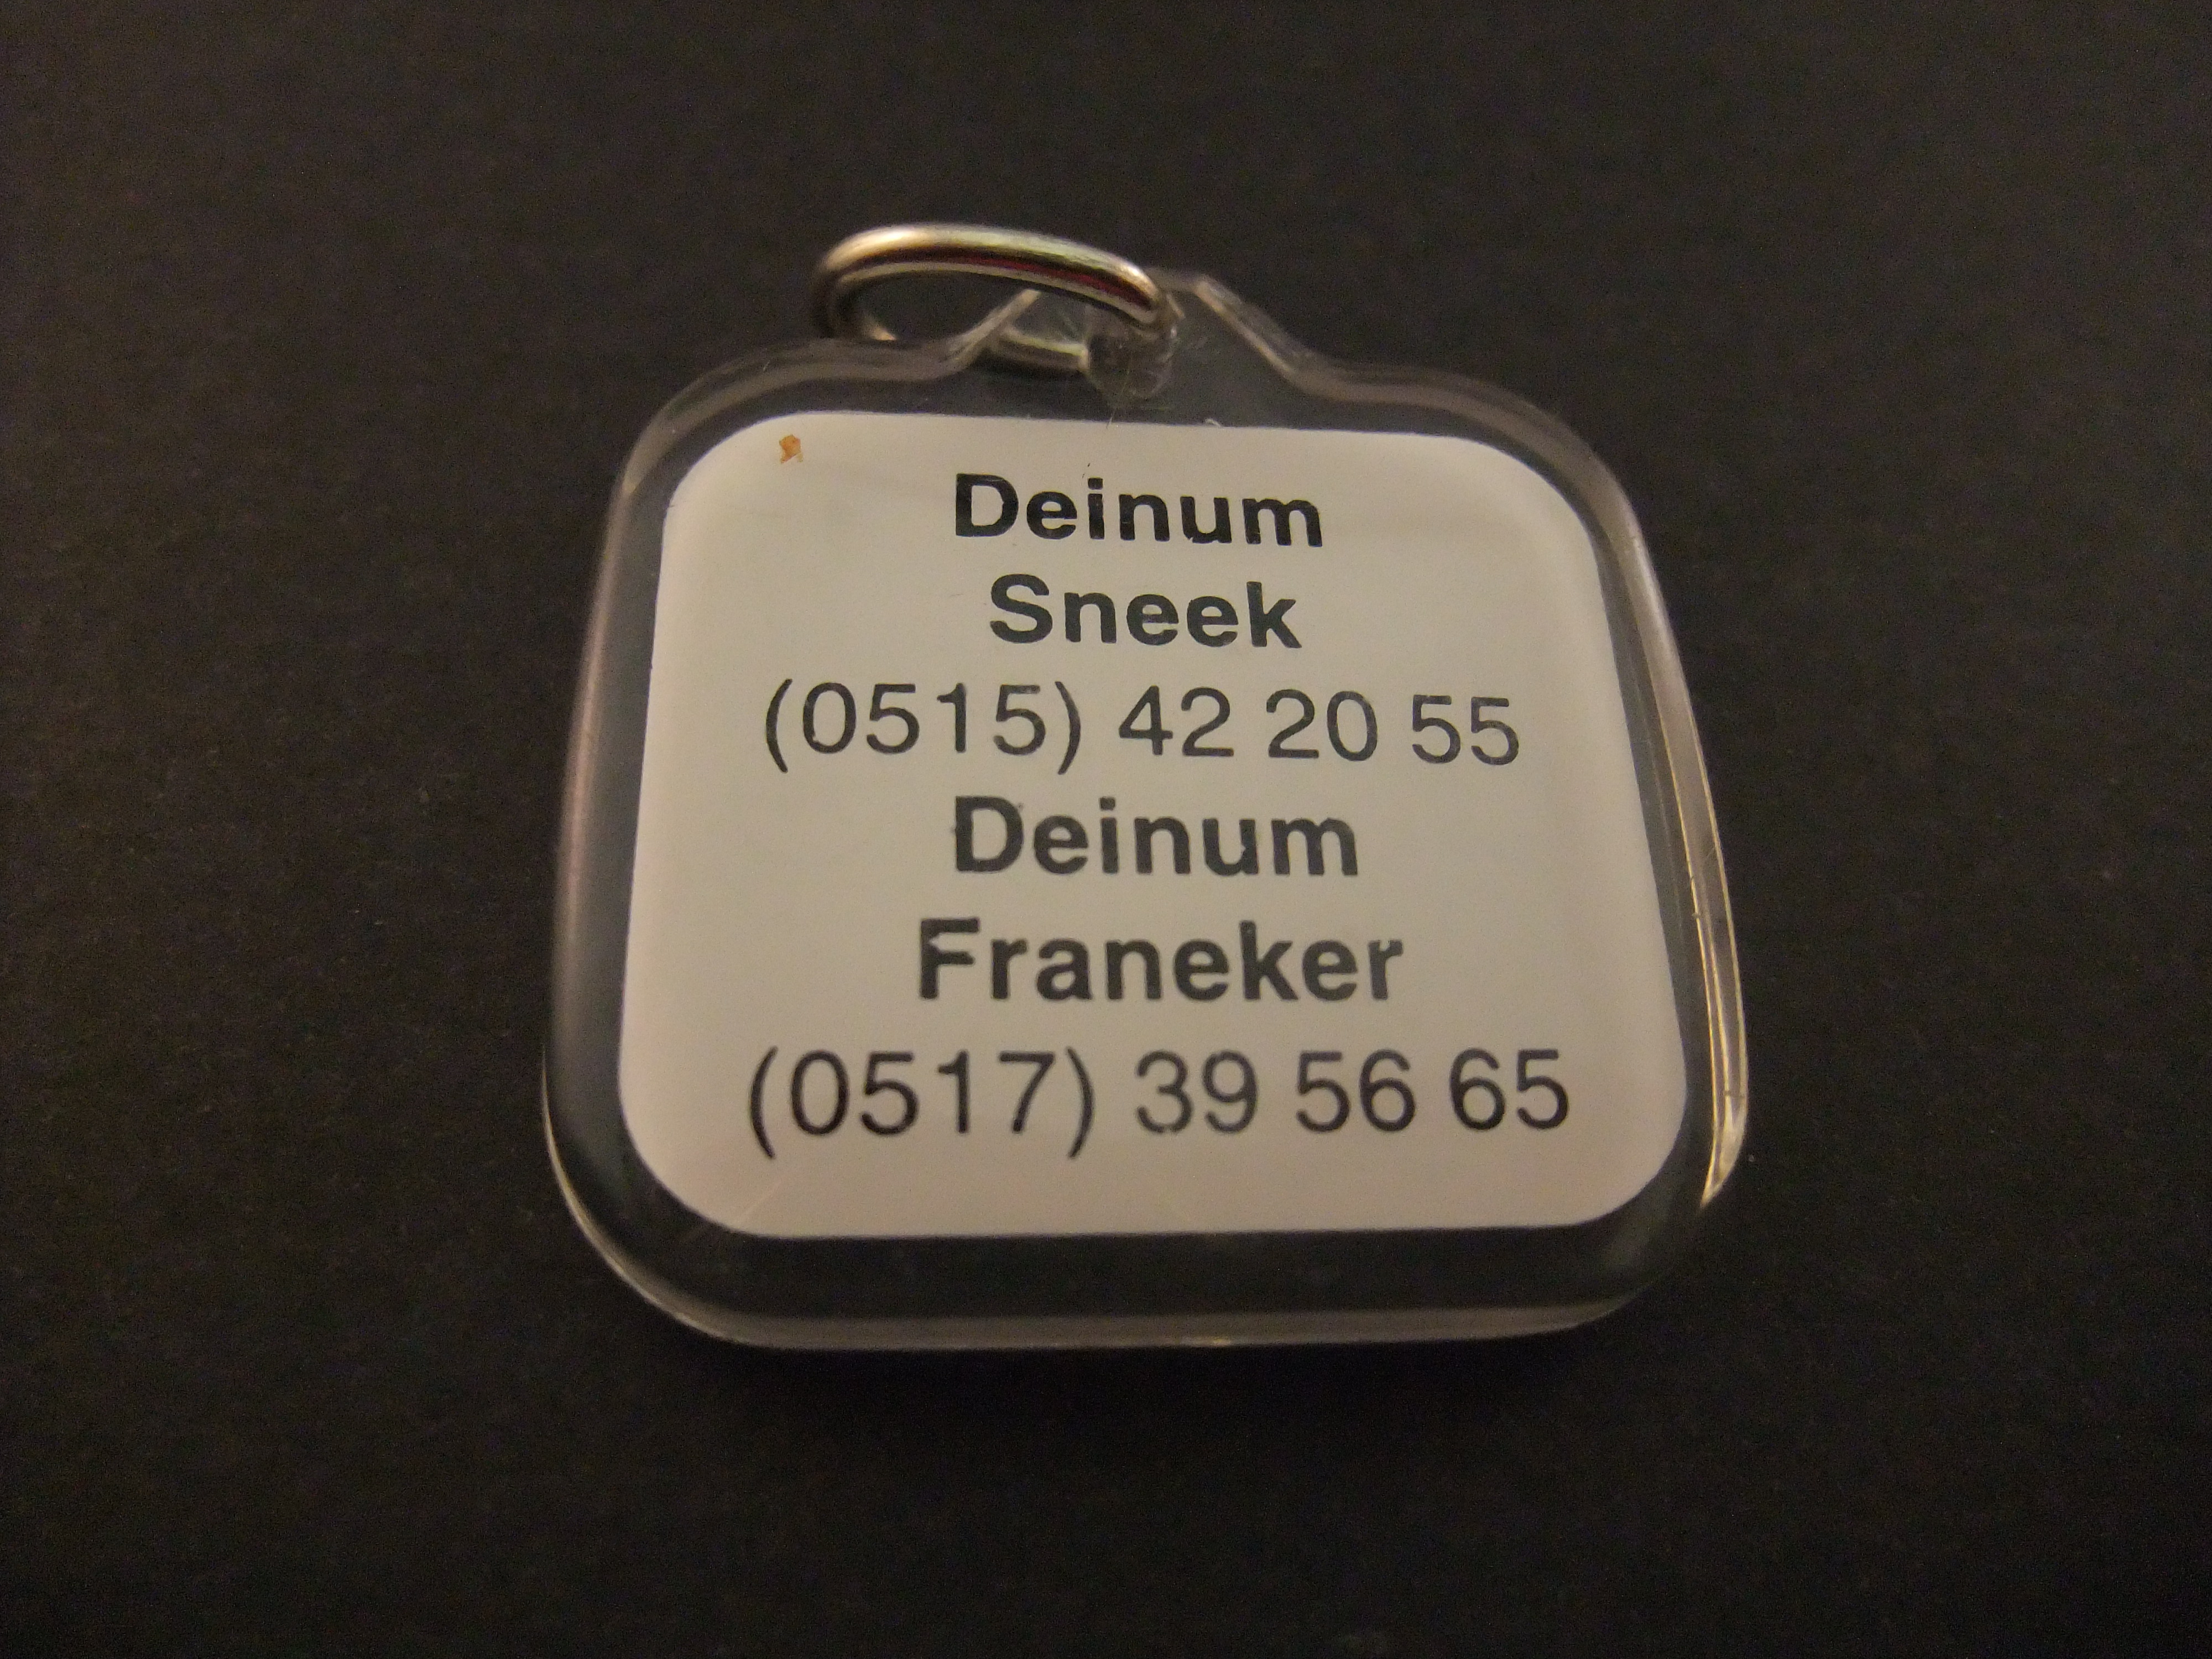 Deinum
Sneek
(0515) 42 20 55
Deinum
Franeker
(0517) 39 56 65